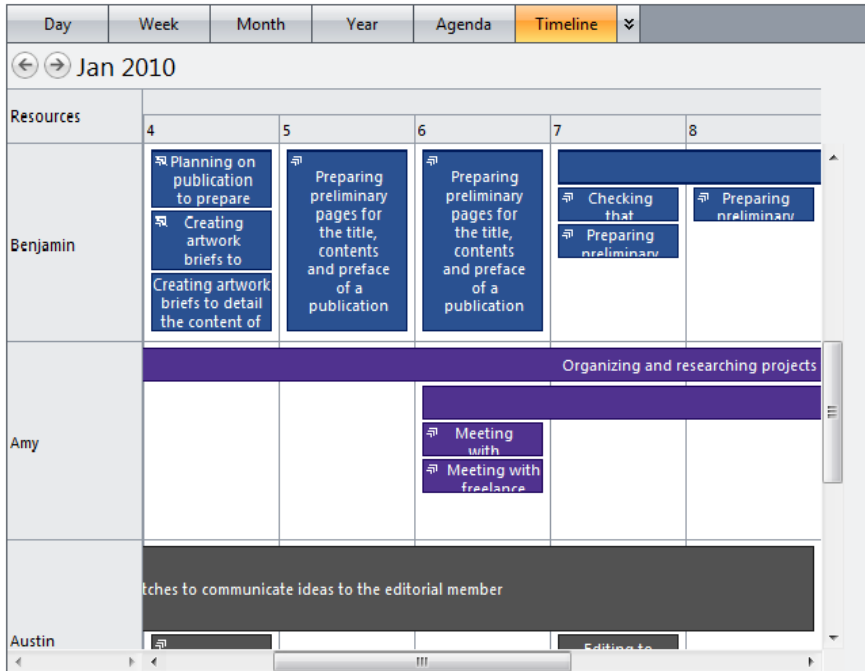 Day Week Month Year Agenda Timeline
Jan 2010
Resources
4 5 6 7 8
Benjamin
Planning on
publication
to prepare
Creating
artwork
briefs to
Creating artwork
briefs to detail
the content of
Preparing
preliminary
pages for
the title,
contents
and preface
of a
publication
Preparing
preliminary
pages for
the title,
contents
and preface
of a
publication
Checking
that
Preparing
preliminary
Preparing
preliminary
Amy
Organizing and researching projects
Meeting
with
Meeting with
freelance
Austin
tches to communicate ideas to the editorial member
Editing to